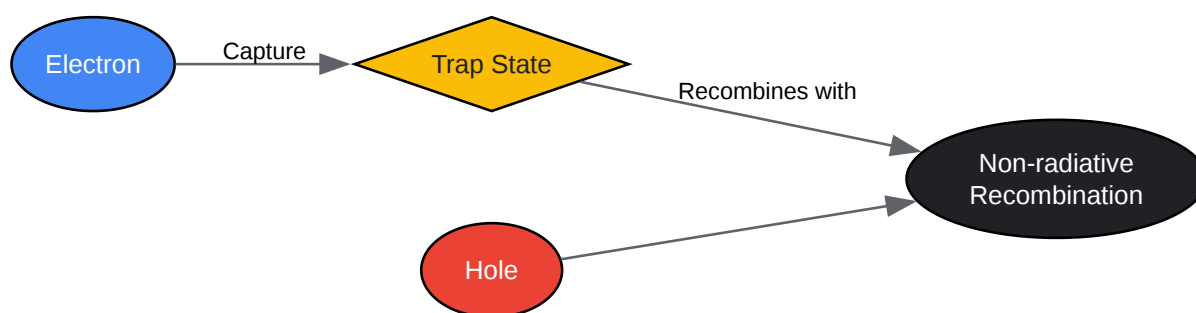 Electron
Capture
Trap State
Recombines with
Non-radiative
Recombination
Hole